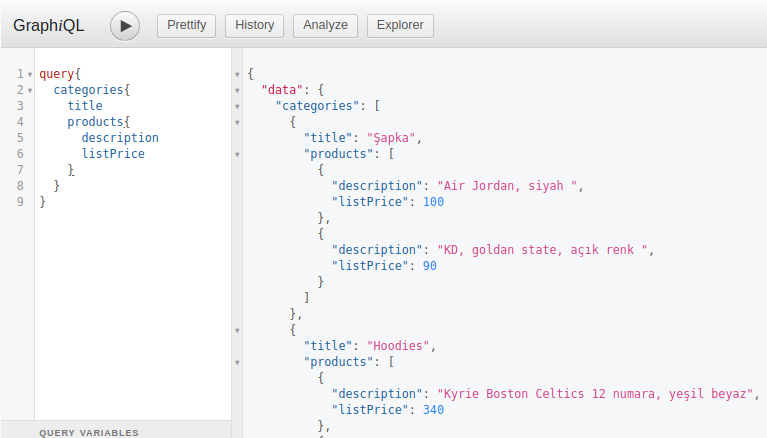 GraphiQL
Prettify
History
Analyze
Explorer
1 query{
2 categories{
3 title
4 products{
5 description
6 listPrice
7 }
8 }
9 }
QUERY VARIABLES
{
"data": {
"categories": [
{
"title": "Şapka",
"products": [
{
"description": "Air Jordan, siyah ",
"listPrice": 100
},
{
"description": "KD, goldan state, açık renk ",
"listPrice": 90
}
]
},
{
"title": "Hoodies",
"products": [
{
"description": "Kyrie Boston Celtics 12 numara, yeşil beyaz",
"listPrice": 340
},